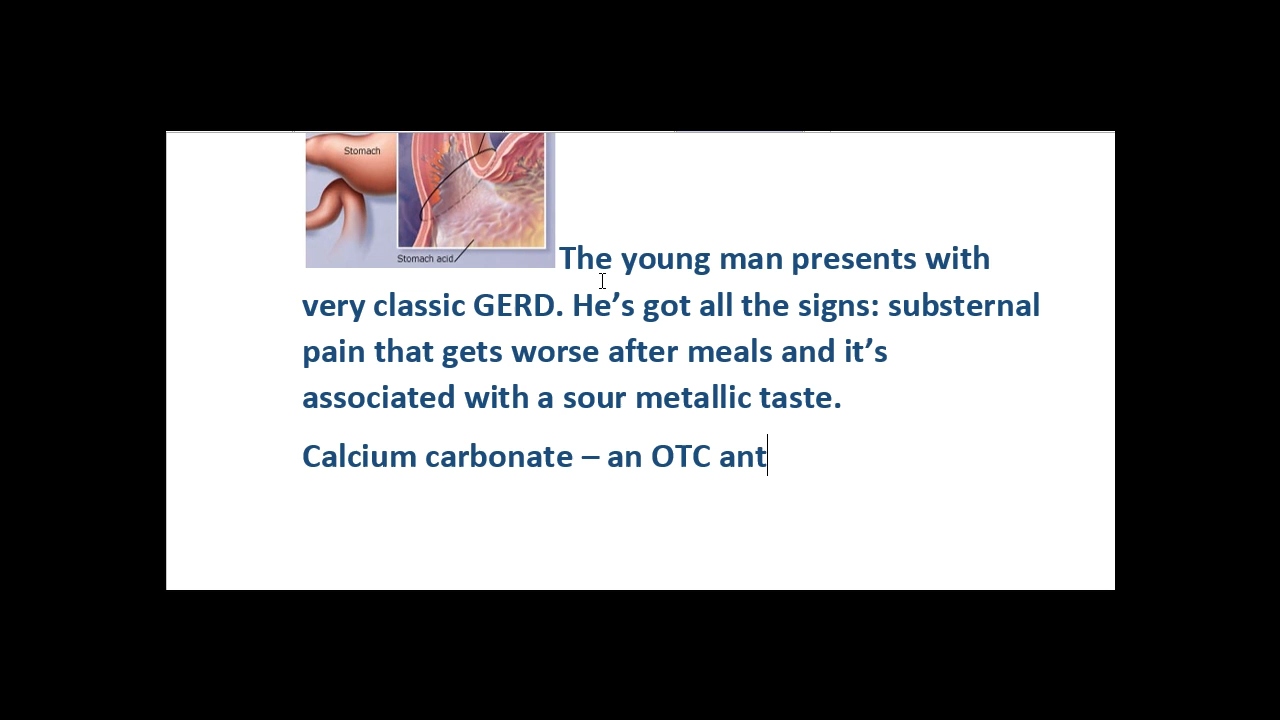 Stomach
Stomach acid
The young man presents with
very classic GERD. He’s got all the signs: substernal
pain that gets worse after meals and it’s
associated with a sour metallic taste.
Calcium carbonate – an OTC ant